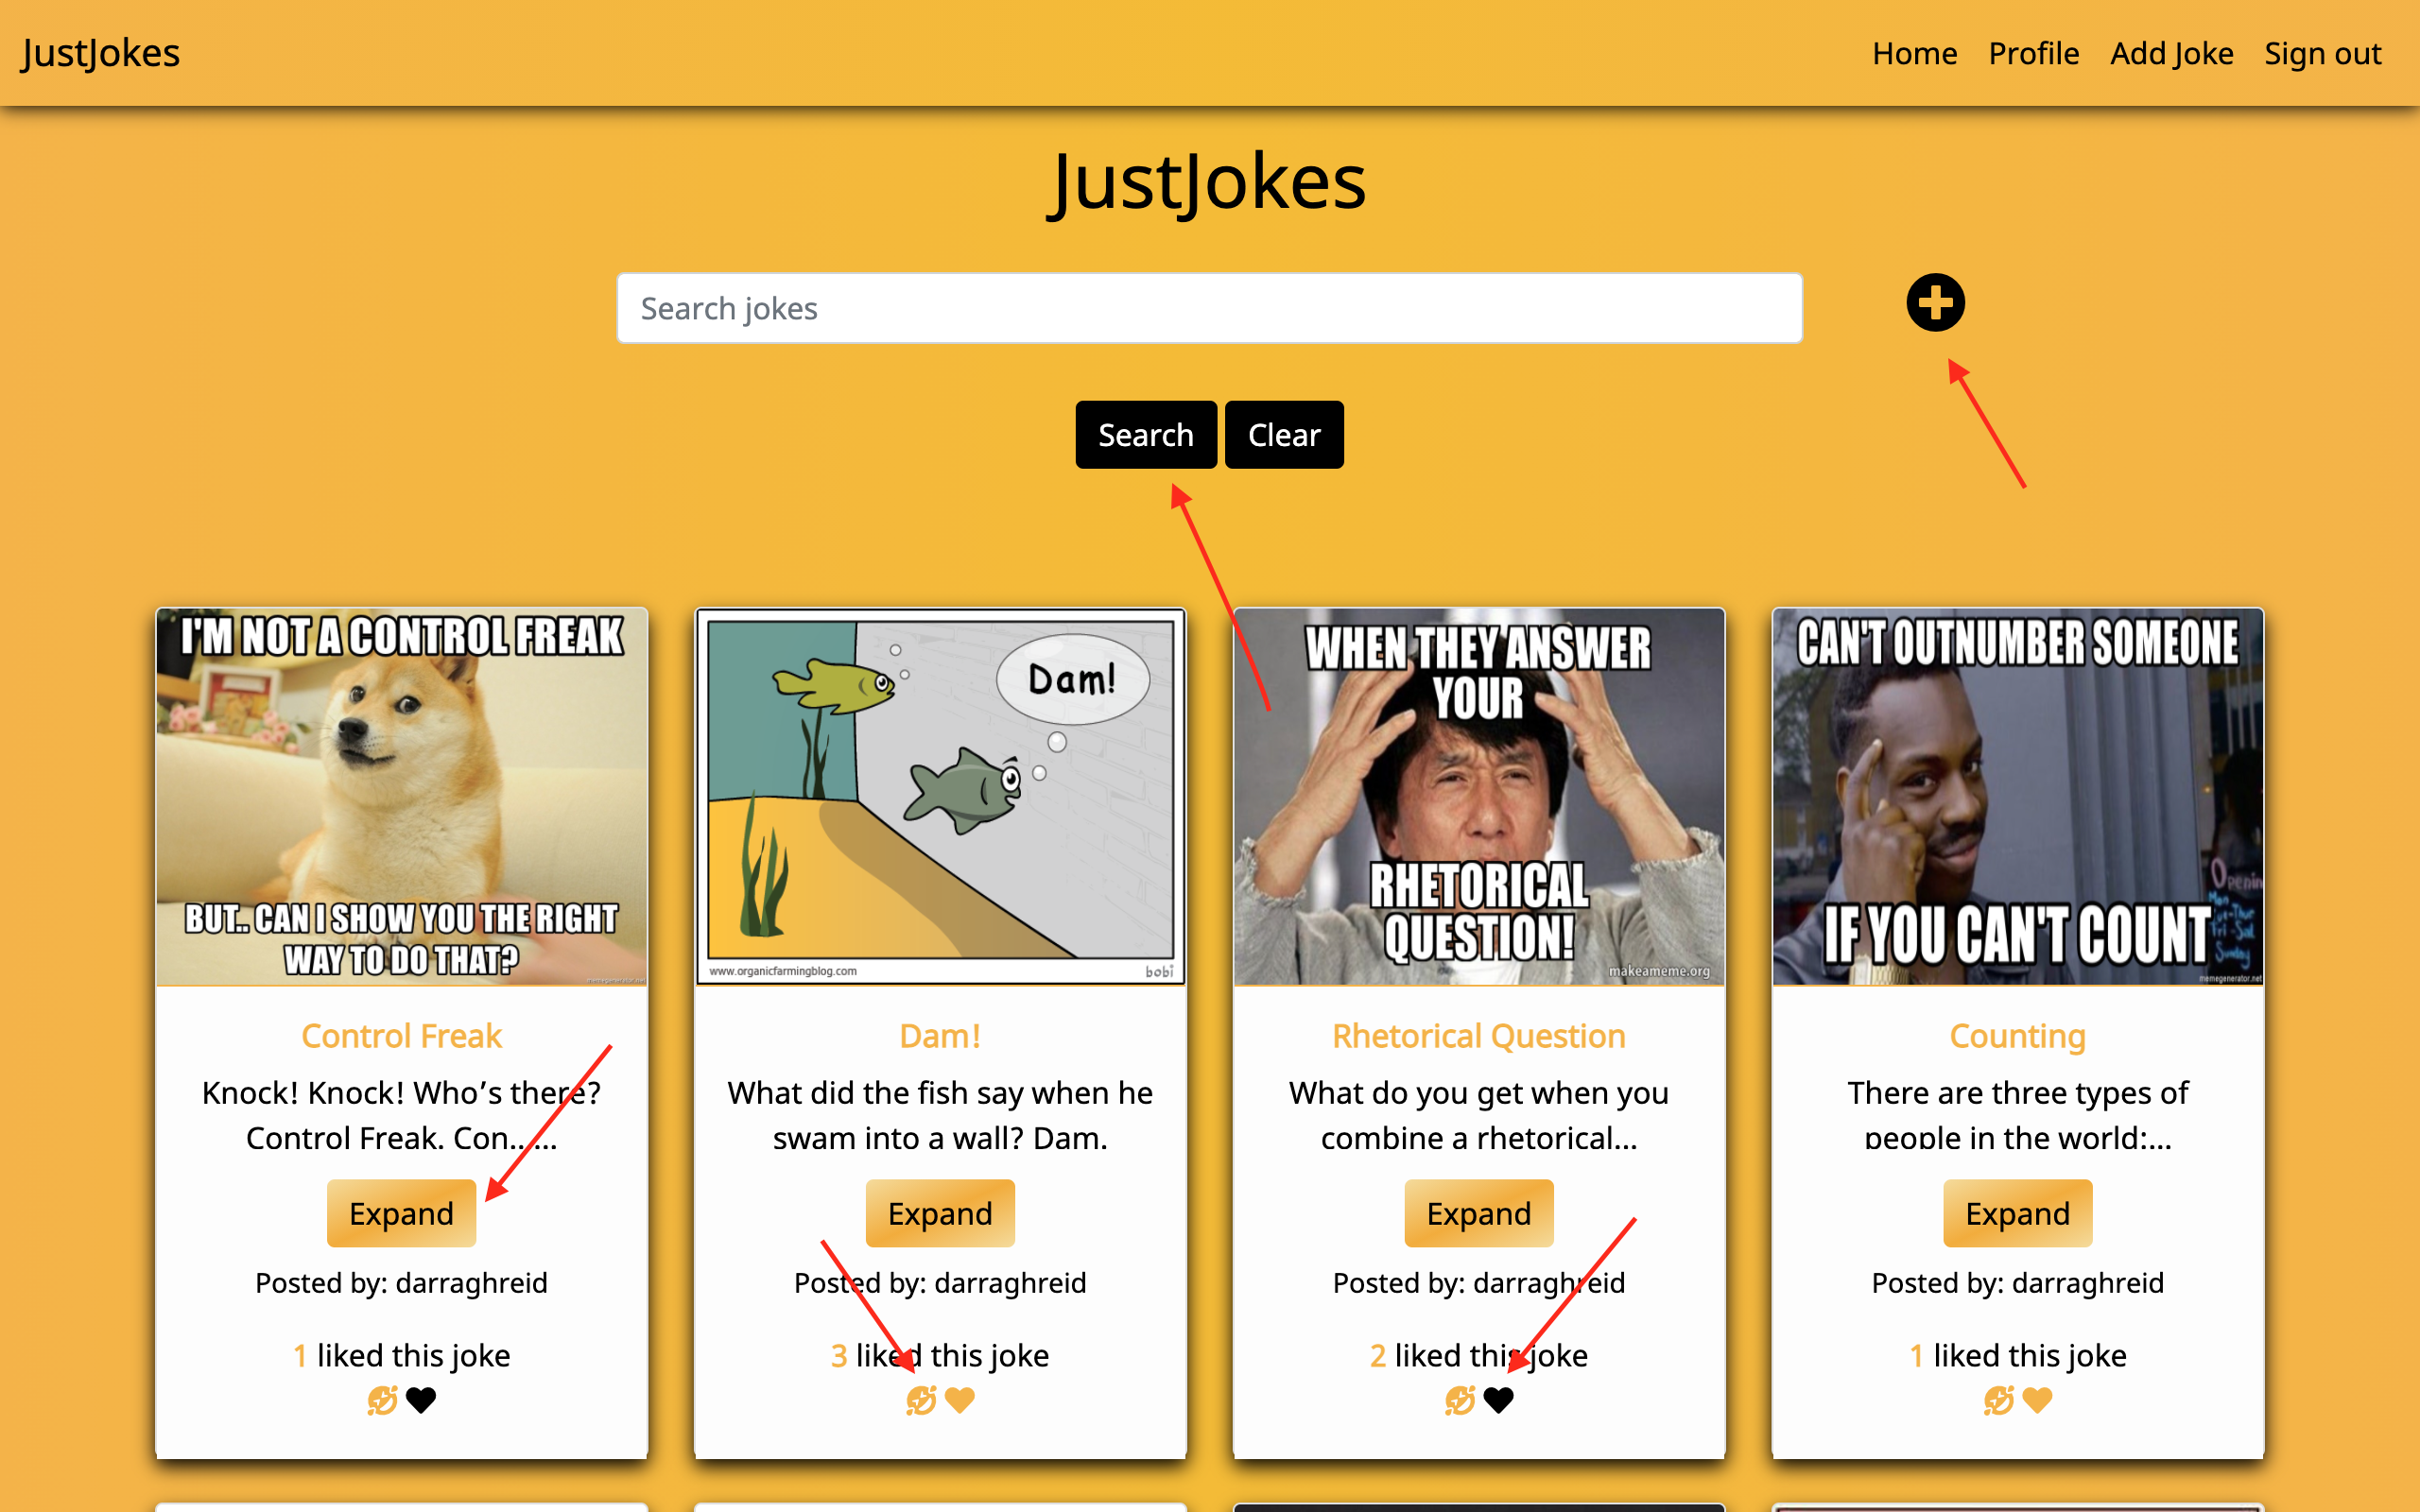 JustJokes
Home Profile Add Joke Sign out
JustJokes
Search jokes
Search Clear
I'M NOT A CONTROL FREAK
BUT.. CAN I SHOW YOU THE RIGHT
WAY TO DO THAT?
memegenerator.net
Control Freak
Knock! Knock! Who’s there?
Control Freak. Con......
Expand
Posted by: darraghreid
1 liked this joke
Dam!
www.organicfarmingblog.com
bobi
Dam!
What did the fish say when he
swam into a wall? Dam.
Expand
Posted by: darraghreid
3 liked this joke
WHEN THEY ANSWER
YOUR
RHETORICAL
QUESTION!
makeameme.org
Rhetorical Question
What do you get when you
combine a rhetorical...
Expand
Posted by: darraghreid
2 liked this joke
CAN'T OUTNUMBER SOMEONE
IF YOU CAN'T COUNT
Openin
Sunday
memegenerator.net
Counting
There are three types of
people in the world:...
Expand
Posted by: darraghreid
1 liked this joke